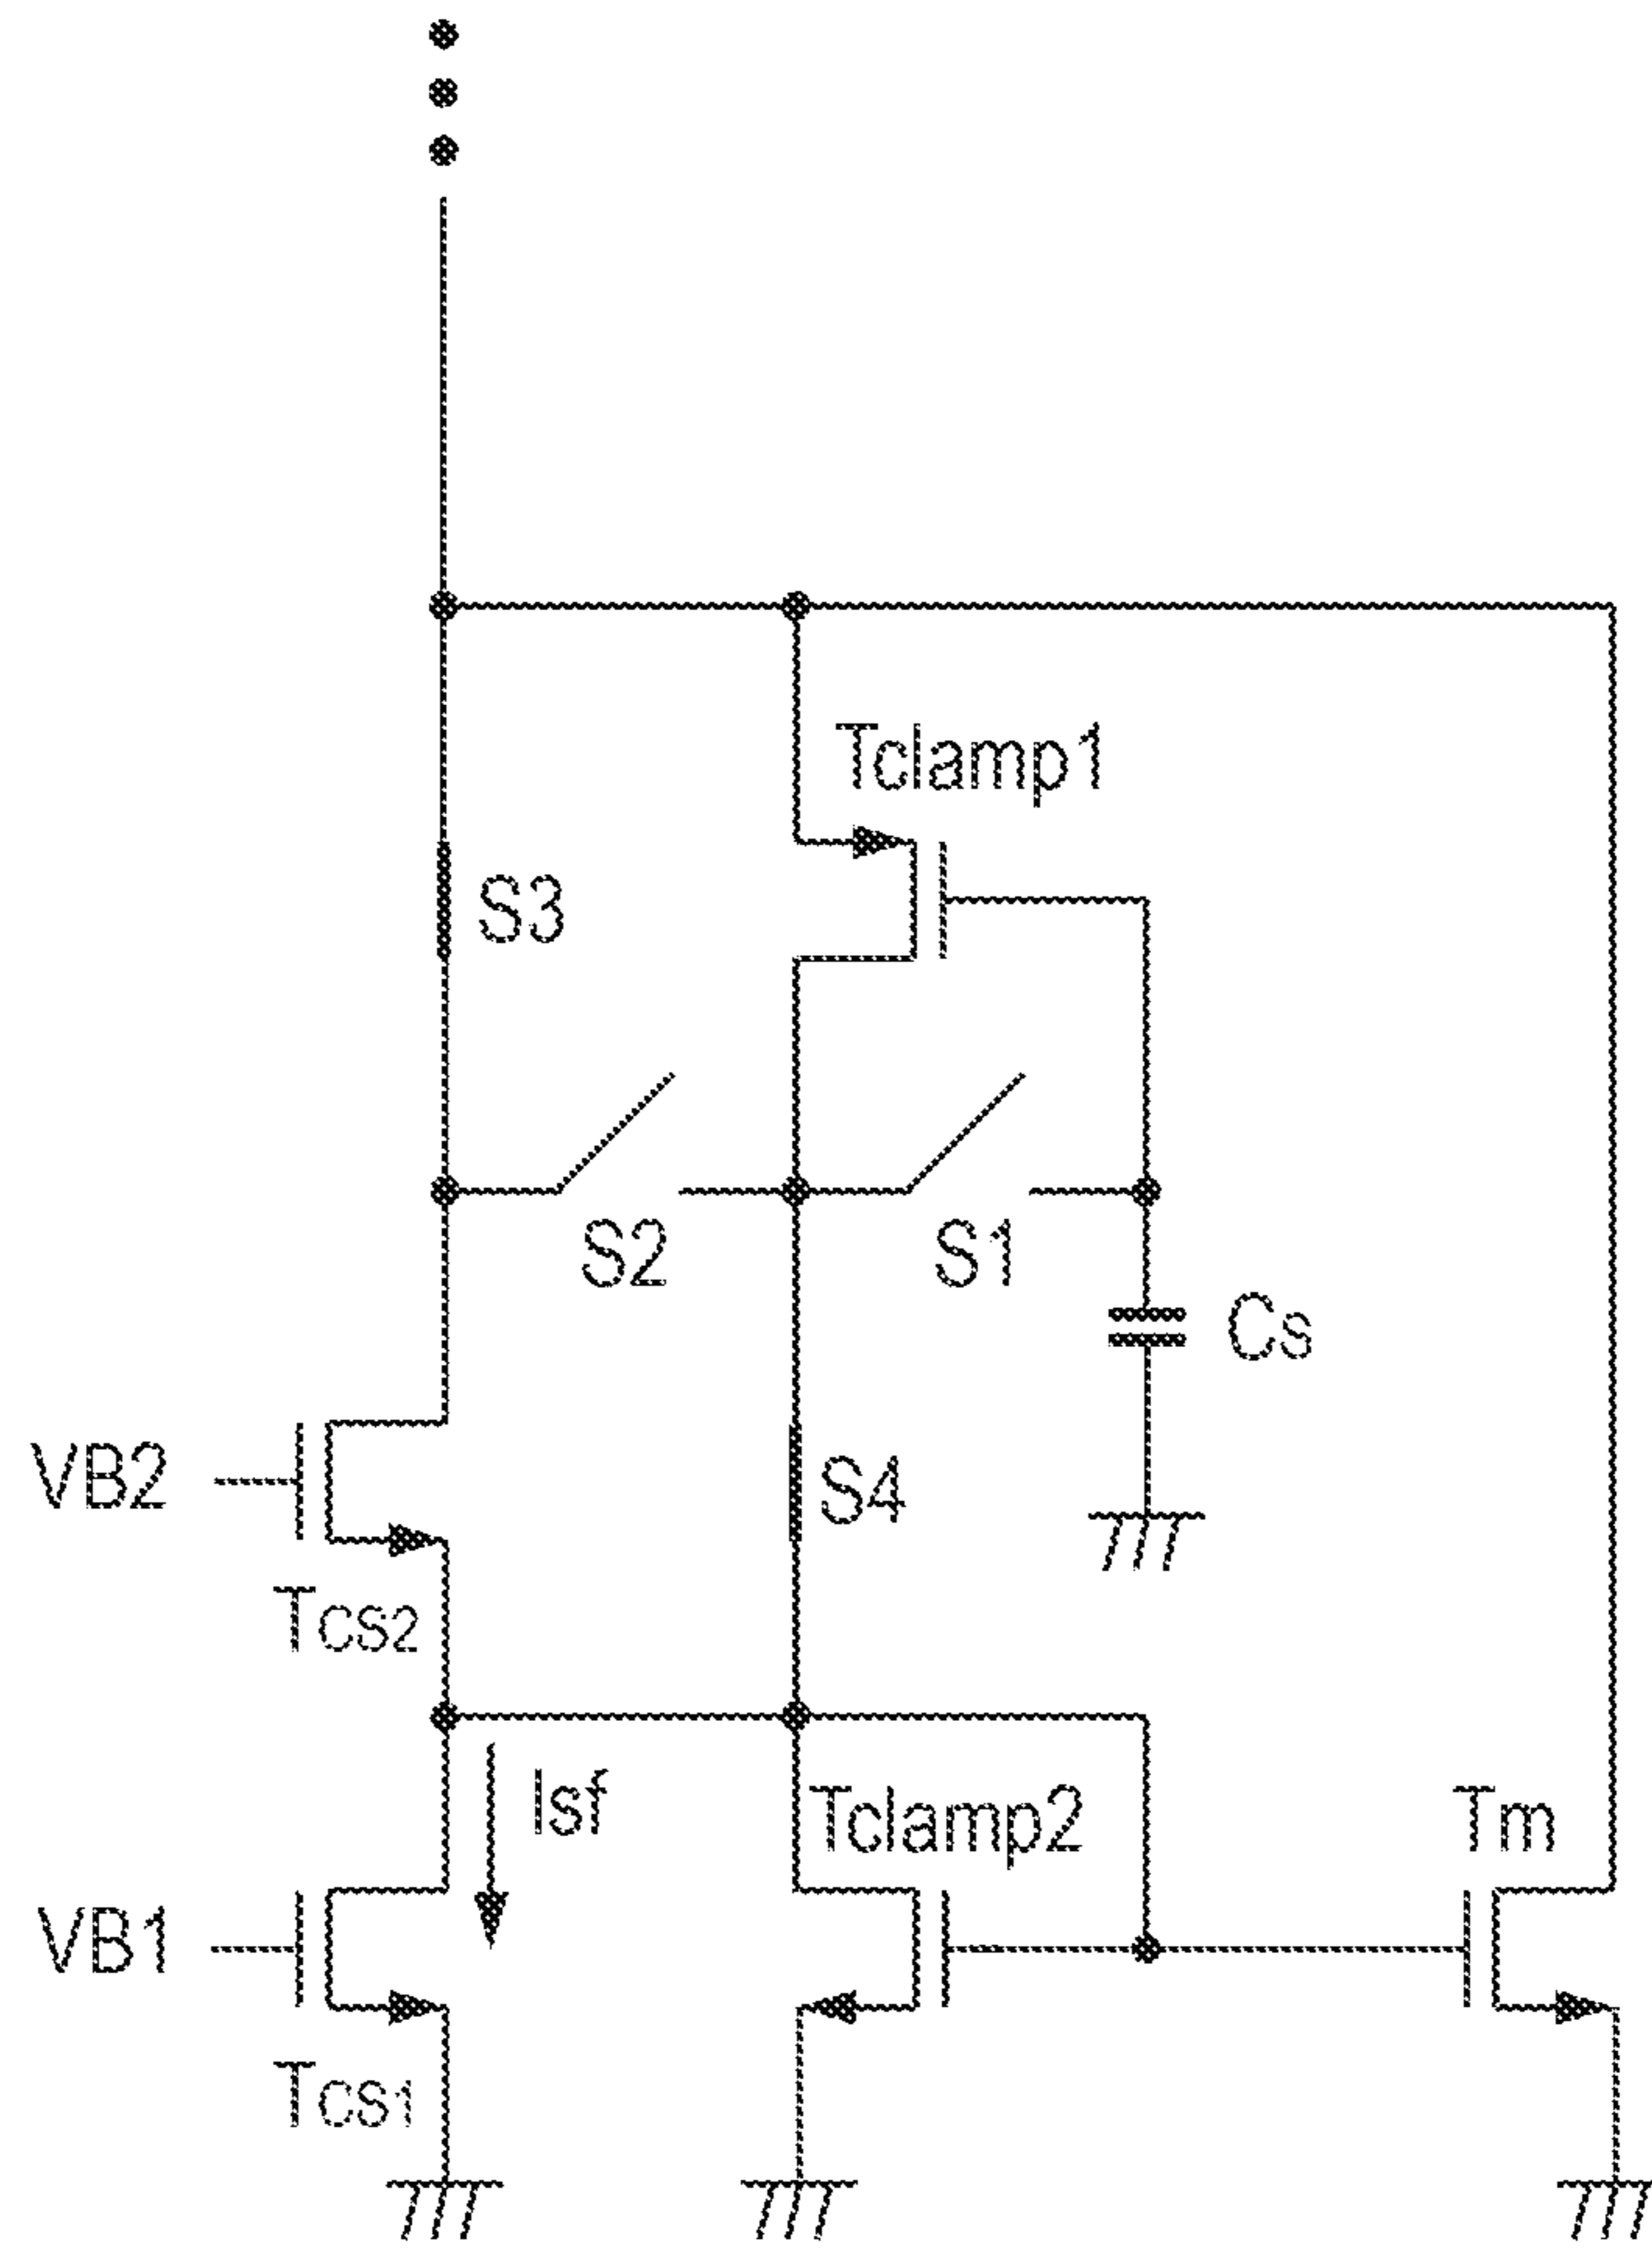 Tclamp1
S3
S2
S1
Cs
VB2
S4
Tcs2
Isf
Tclamp2
Tm
VB1
Tcs1